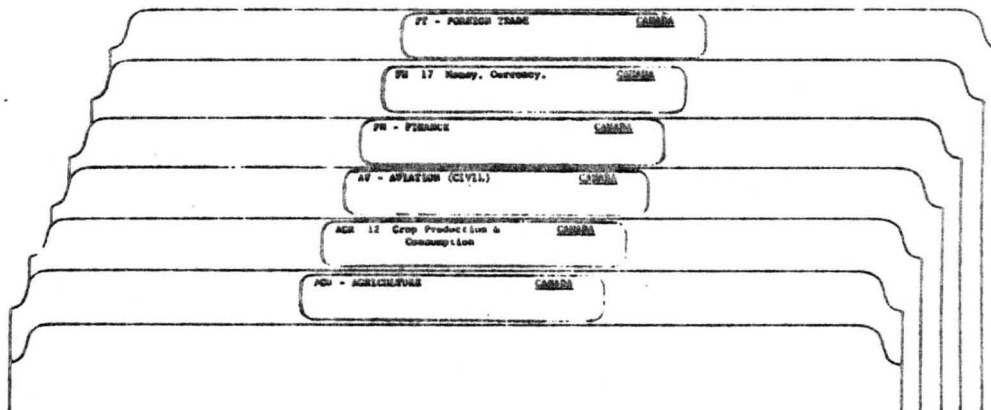 FT - FOREIGN TRADE CANADA
FN 17 Money, Currency, CANADA
FN - FINANCE CANADA
AV - AVIATION (CIVIL) CANADA
AGR 12 Crop Production & CANADA
Consumption
AGR - AGRICULTURE CANADA